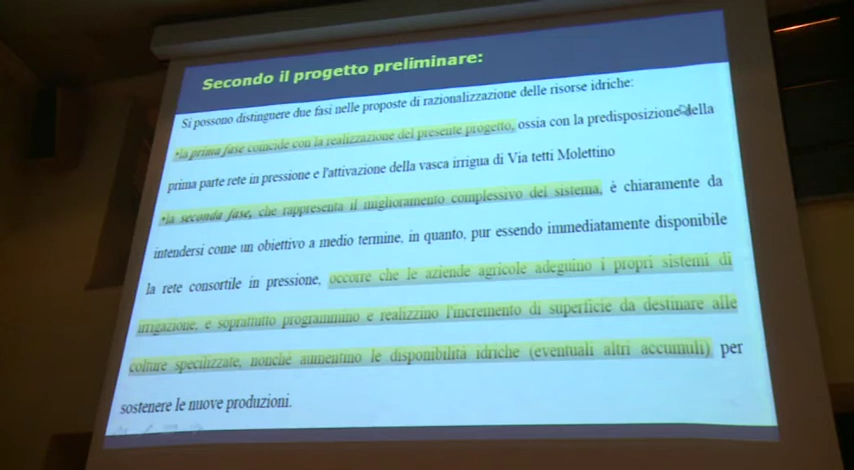 Secondo il progetto preliminare:
Si possono distinguere due fasi nelle proposte di razionalizzazione delle risorse idriche:
•la prima fase coincide con la realizzazione del presente progetto, ossia con la predisposizione della
prima parte rete in pressione e l'attivazione della vasca irrigua di Via tetti Molettino
•la seconda fase, che rappresenta il miglioramento complessivo del sistema, è chiaramente da
intendersi come un obiettivo a medio termine, in quanto, pur essendo immediatamente disponibile
la rete consortile in pressione, occorre che le aziende agricole adeguino i propri sistemi di
irrigazione, e soprattutto programmino e realizzino l'incremento di superficie da destinare alle
colture specilizzate, nonché aumentino le disponibilità idriche (eventuali altri accumuli) per
sostenere le nuove produzioni.